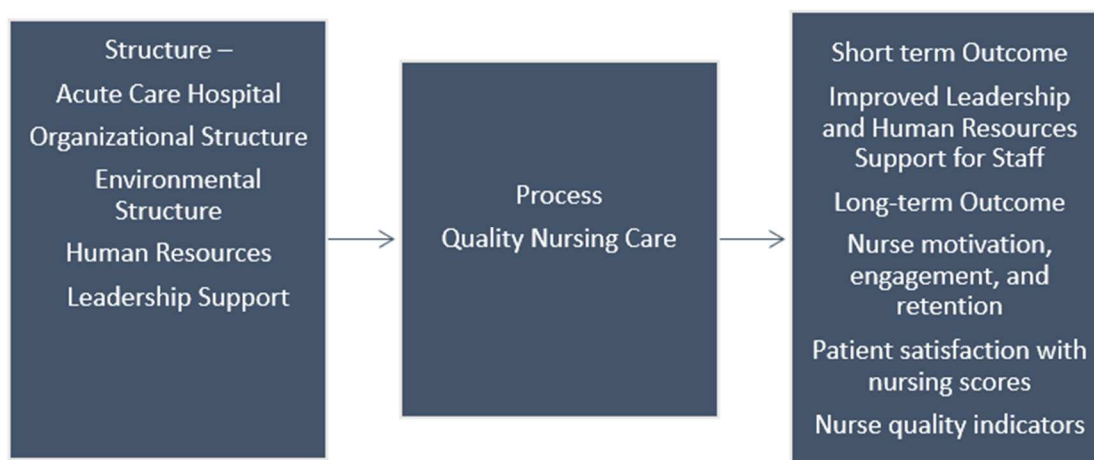 Structure –
Acute Care Hospital
Organizational Structure
Environmental
Structure
Human Resources
Leadership Support
Process
Quality Nursing Care
Short term Outcome
Improved Leadership
and Human Resources
Support for Staff
Long-term Outcome
Nurse motivation,
engagement, and
retention
Patient satisfaction with
nursing scores
Nurse quality indicators